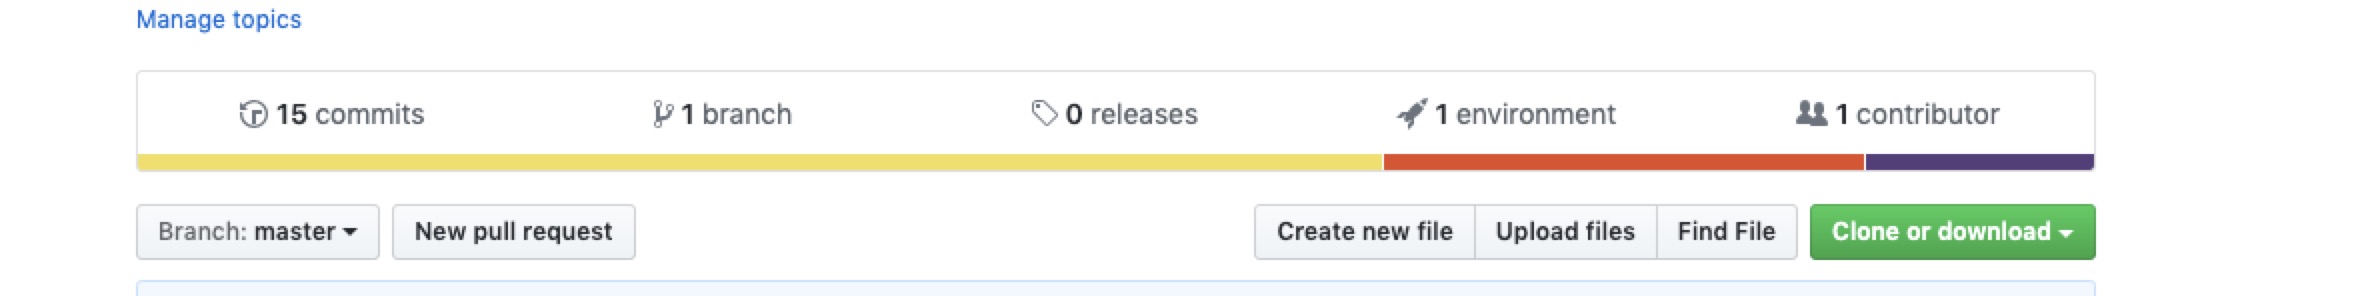 Manage topics
15 commits 1 branch 0 releases 1 environment 1 contributor
Branch: master New pull request Create new file Upload files Find File Clone or download